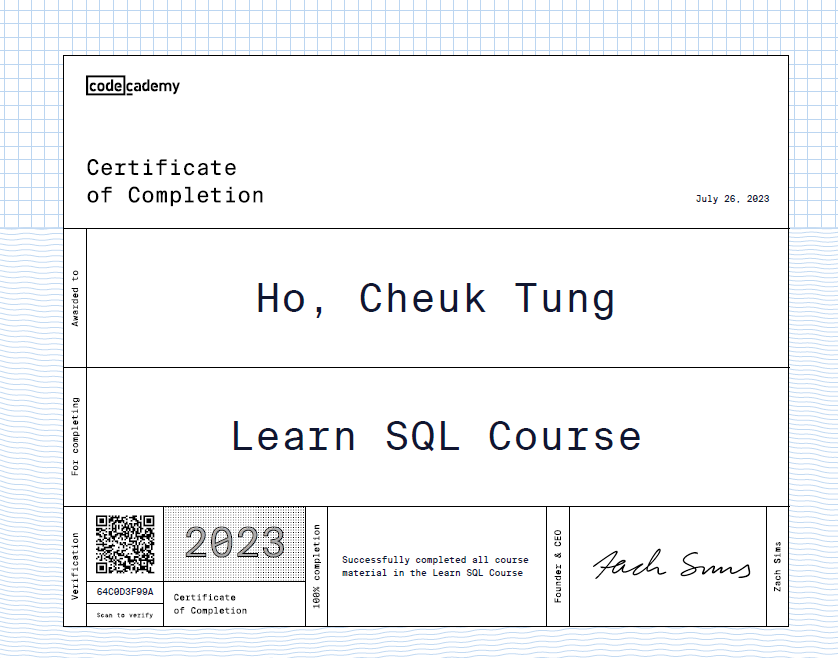 codecademy
Certificate
of Completion
July 26, 2023
Awarded to
Ho, Cheuk Tung
For completing
Learn SQL Course
Verification
64C0D3F99A
Scan to verify
2023
Certificate
of Completion
100% completion
Successfully completed all course
material in the Learn SQL Course
Founder & CEO
Zach Sims
Zach Sims